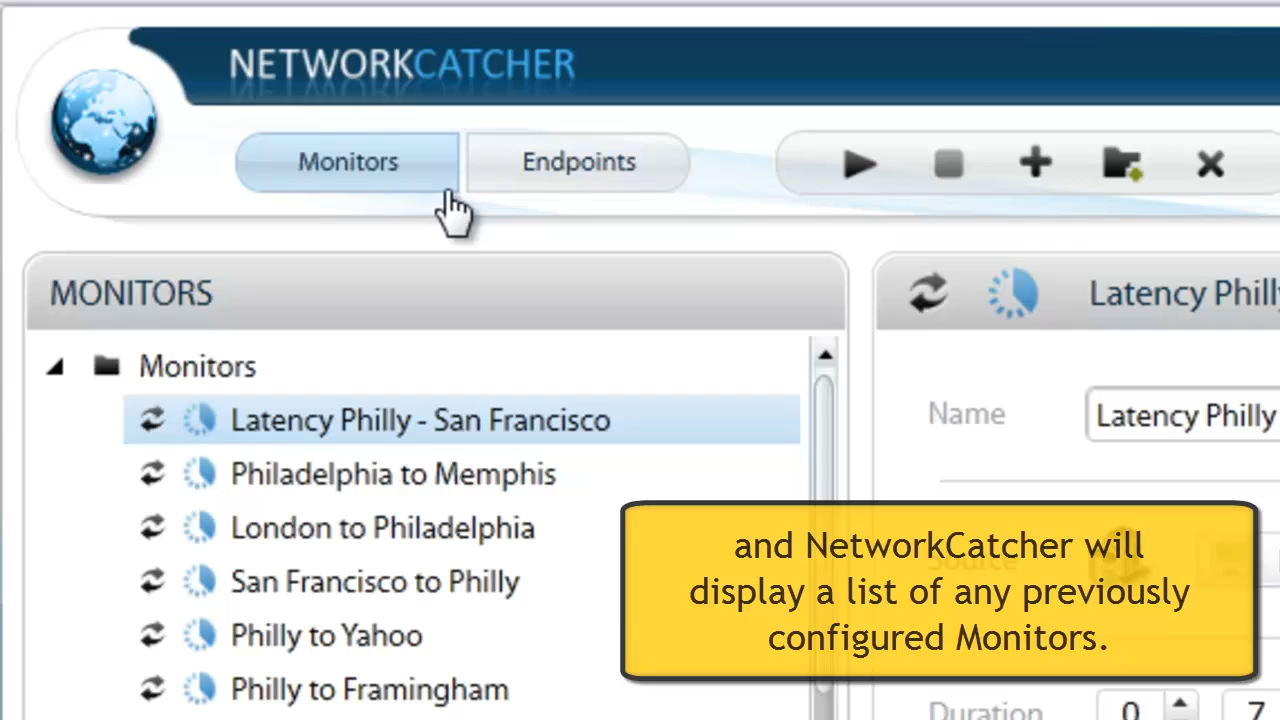 NETWORKCATCHER
Monitors
Endpoints
MONITORS
Monitors
Latency Philly - San Francisco
Philadelphia to Memphis
London to Philadelphia
San Francisco to Philly
Philly to Yahoo
Philly to Framingham
Latency Philly
Name
Latency Philly
Source
and NetworkCatcher will
display a list of any previously
configured Monitors.
Duration
0
7